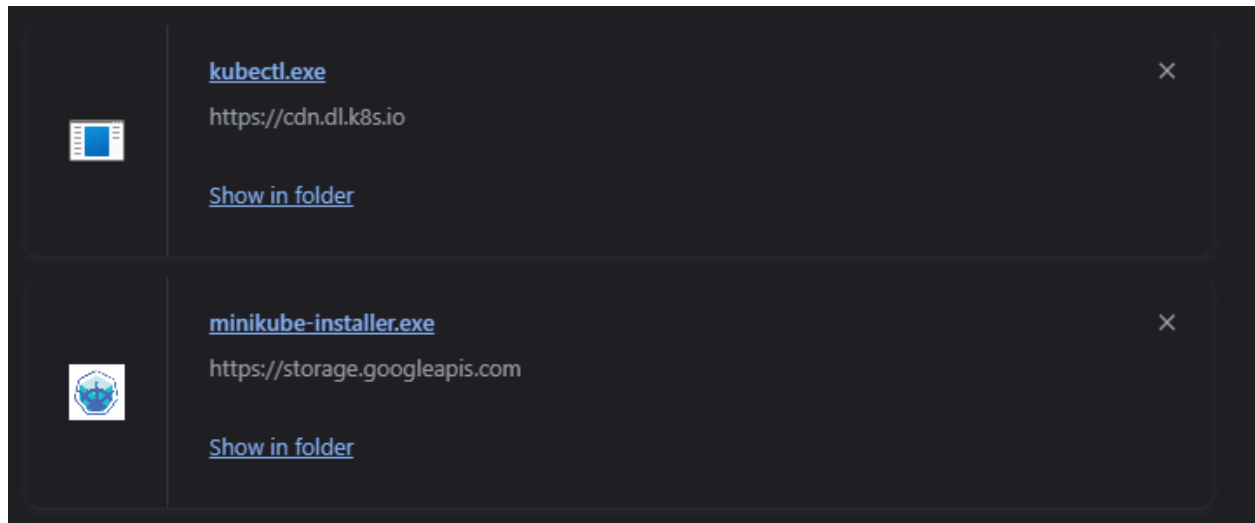 kubectl.exe
https://cdn.dl.k8s.io
Show in folder
minikube-installer.exe
https://storage.googleapis.com
Show in folder